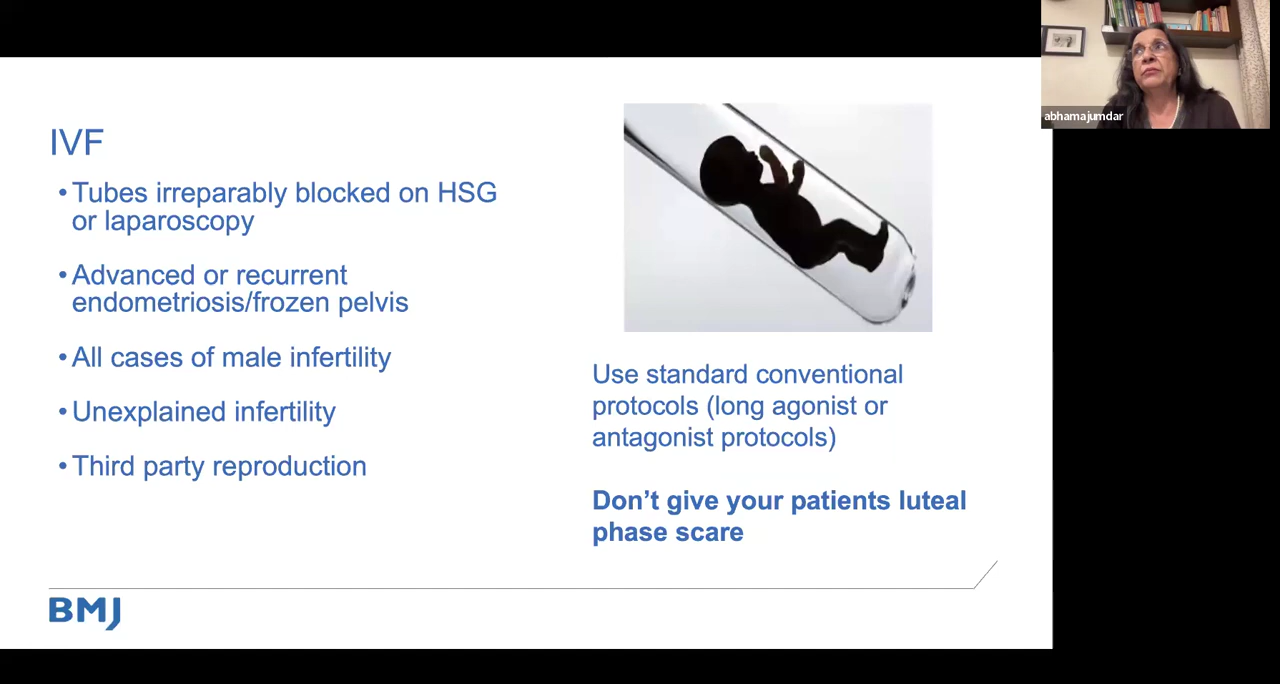 abhamajumdar
IVF
•Tubes irreparably blocked on HSG
or laparoscopy
•Advanced or recurrent
endometriosis/frozen pelvis
•All cases of male infertility
•Unexplained infertility
•Third party reproduction
Use standard conventional
protocols (long agonist or
antagonist protocols)
Don’t give your patients luteal
phase scare
BMJ